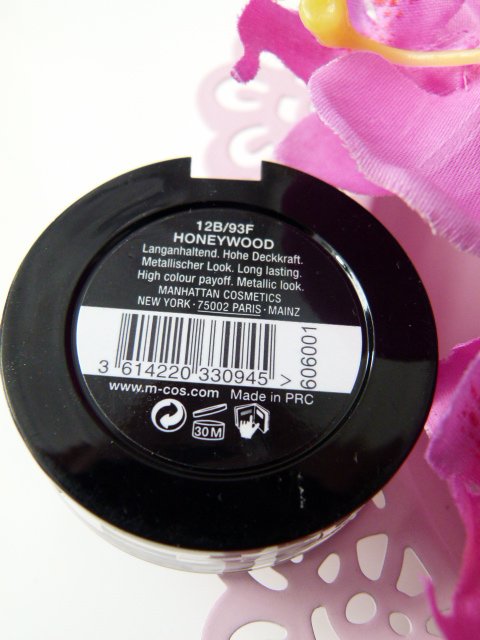 12B/93F
HONEYWOOD
Langanhaltend. Hohe Deckkraft.
Metallischer Look. Long lasting.
High colour payoff. Metallic look.
MANHATTAN COSMETICS
NEW YORK · 75002 PARIS · MAINZ
3 614220 330945 >
606001
www.m-cos.com Made in PRC
30M